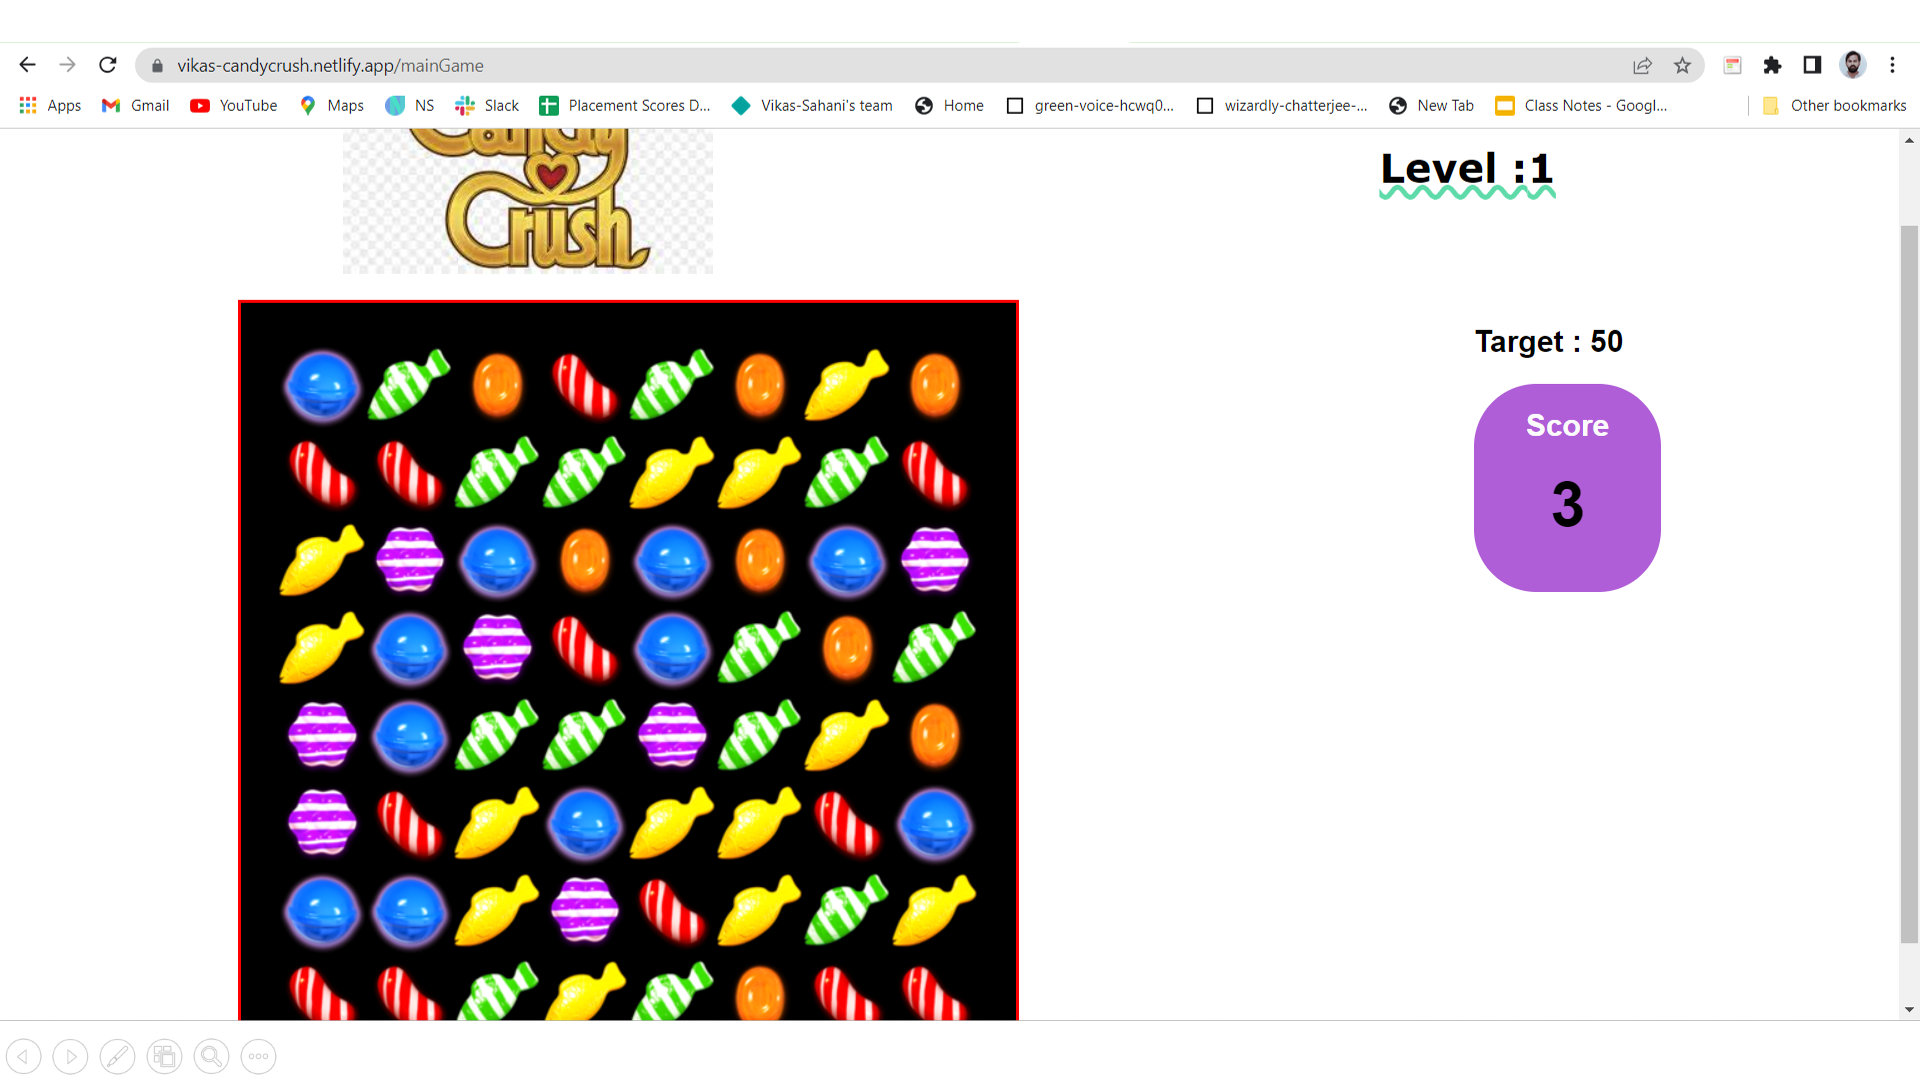 vikas-candycrush.netlify.app/mainGame
Apps Gmail YouTube Maps NS Slack Placement Scores D... Vikas-Sahani's team Home green-voice-hcwq0... wizardly-chatterjee-... New Tab Class Notes - Googl... Other bookmarks
Candy
Crush
Level :1
Target : 50
Score
3